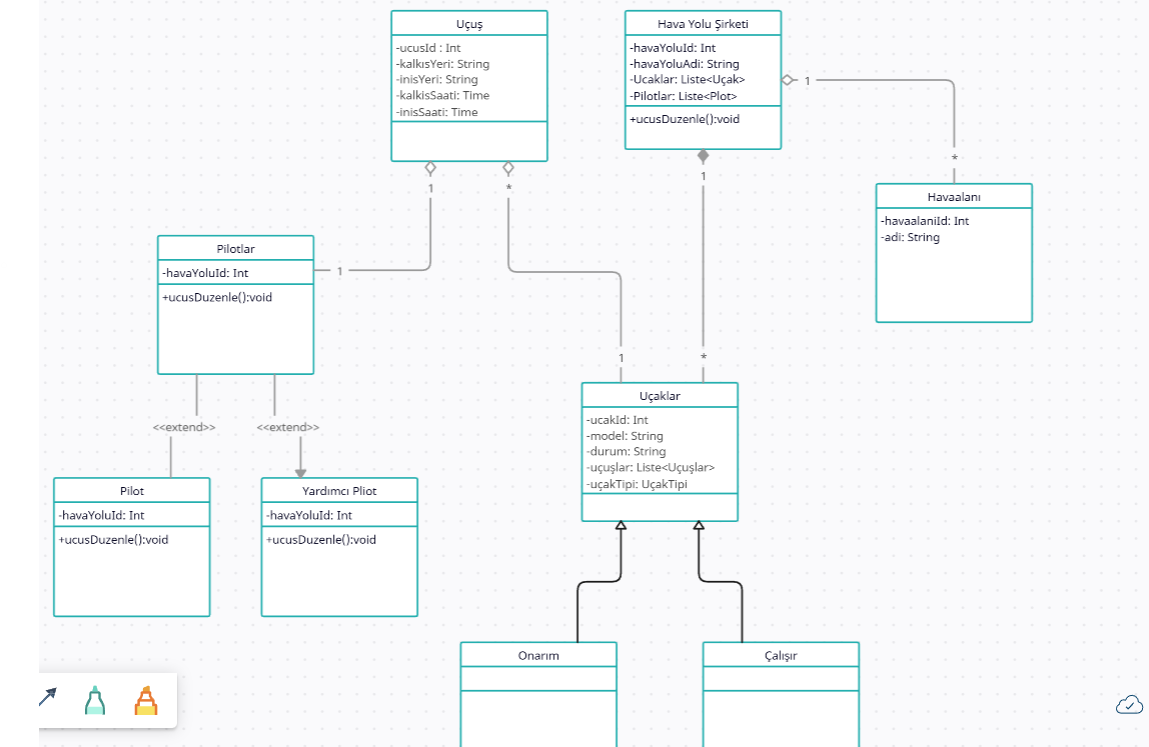 Uçuş
-ucusId : Int
-kalkısYeri: String
-inisYeri: String
-kalkisSaati: Time
-inisSaati: Time
Hava Yolu Şirketi
-havaYoluId: Int
-havaYoluAdi: String
-Ucaklar: Liste<Uçak>
-Pilotlar: Liste<Plot>
+ucusDuzenle():void
1
*
1
*
1
Havaalanı
-havaalaniId: Int
-adi: String
Pilotlar
-havaYoluId: Int
+ucusDuzenle():void
1
1
*
Uçaklar
-ucakId: Int
-model: String
-durum: String
-uçuşlar: Liste<Uçuşlar>
-uçakTipi: UçakTipi
<<extend>>
<<extend>>
Pilot
-havaYoluId: Int
+ucusDuzenle():void
Yardımcı Pliot
-havaYoluId: Int
+ucusDuzenle():void
Onarım
Çalışır